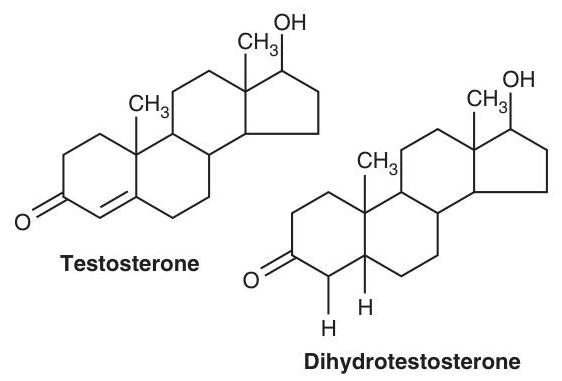 OH
CH3
CH3
O
Testosterone
OH
CH3
CH3
O
H
H
Dihydrotestosterone